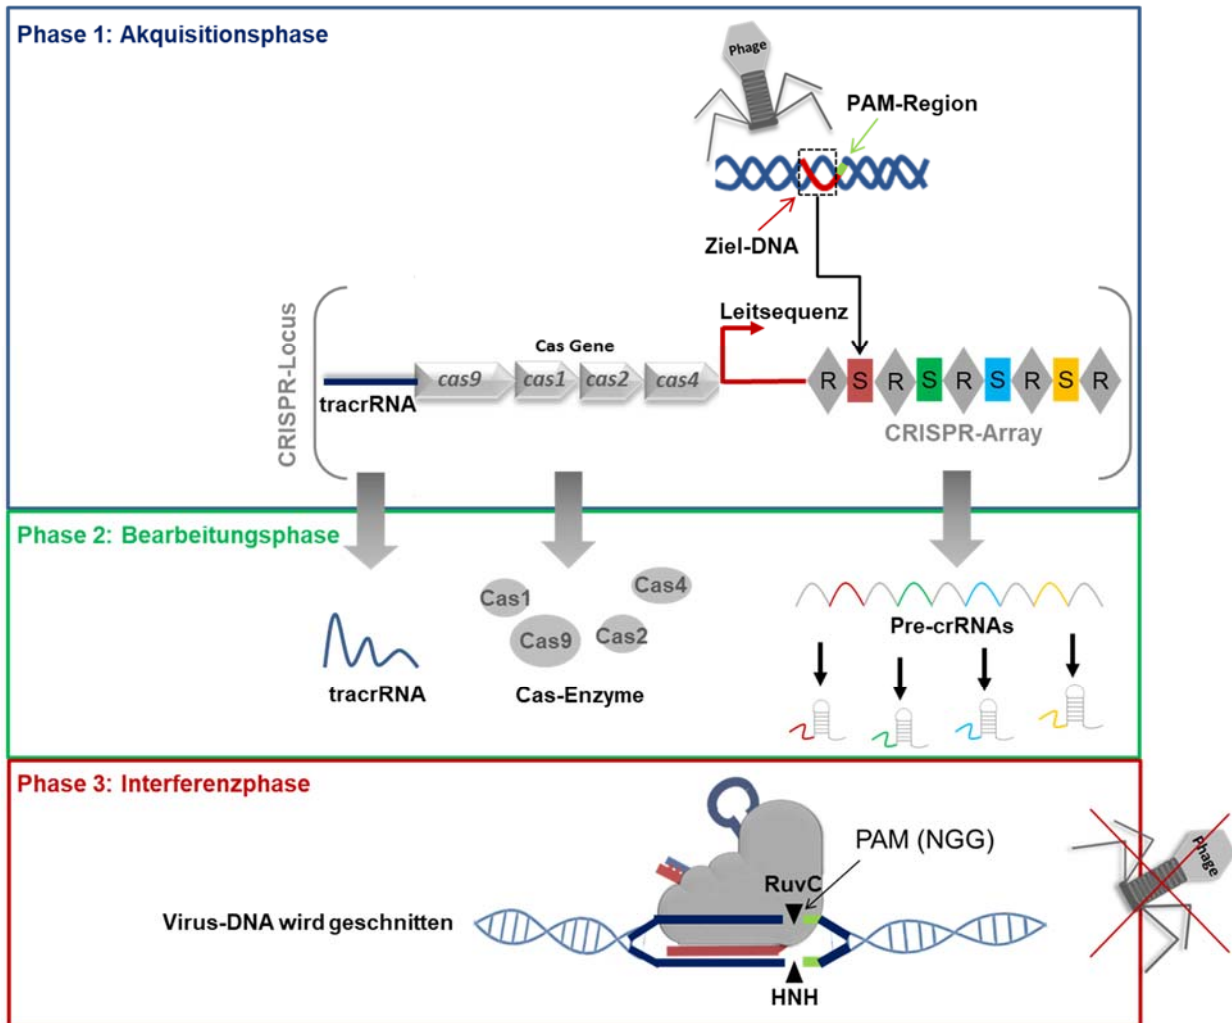 Phase 1: Akquisitionsphase
Phage
PAM-Region
Ziel-DNA
CRISPR-Locus
Leitsequenz
Cas Gene
cas9 cas1 cas2 cas4
R S R S R S R S R
tracrRNA
CRISPR-Array
Phase 2: Bearbeitungsphase
Cas1
Cas4
Cas9
Cas2
Pre-crRNAs
tracrRNA
Cas-Enzyme
Phase 3: Interferenzphase
PAM (NGG)
Phage
RuvC
Virus-DNA wird geschnitten
HNH